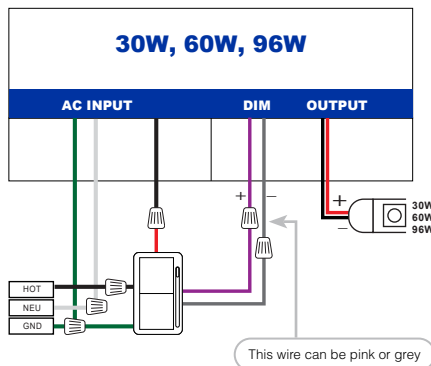 30W, 60W, 96W
AC INPUT DIM OUTPUT
+ −
+
−
30W
60W
96W
HOT
NEU
GND
This wire can be pink or grey